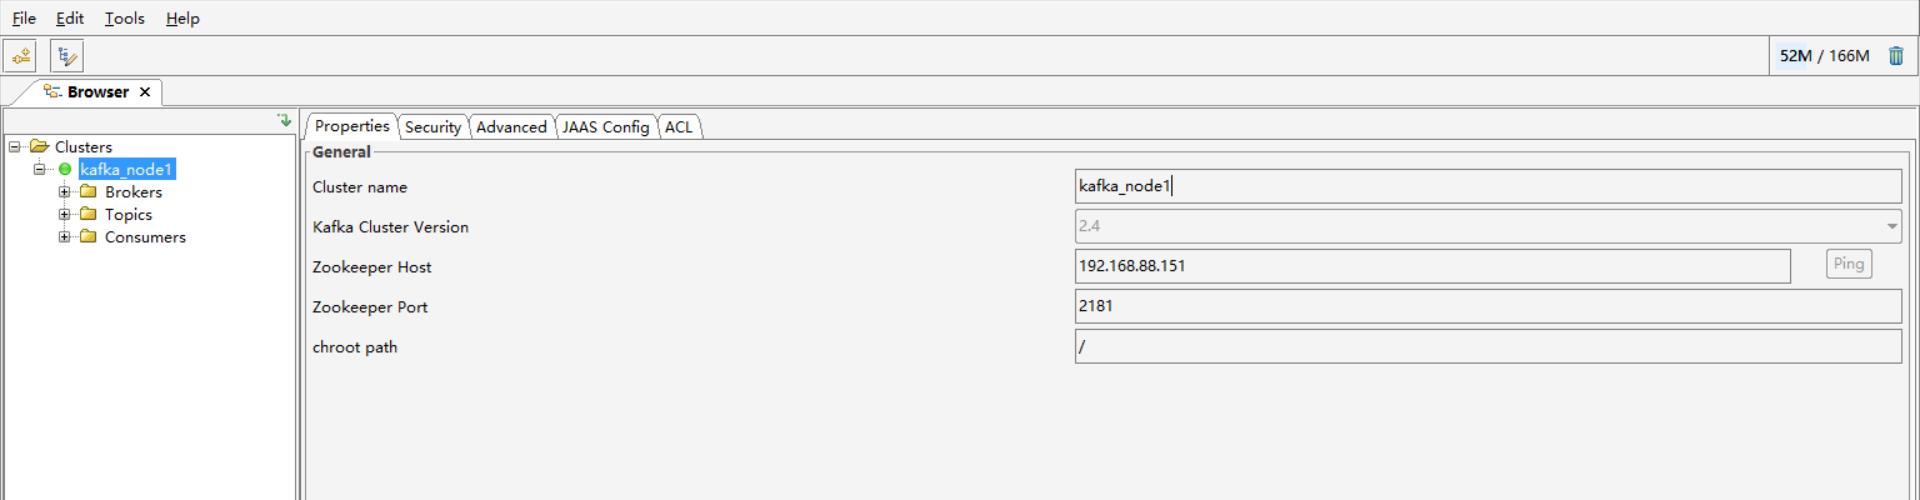 File Edit Tools Help
52M / 166M
Browser
Properties Security Advanced JAAS Config ACL
Clusters
kafka_node1
Brokers
Topics
Consumers
General
Cluster name kafka_node1
Kafka Cluster Version 2.4
Zookeeper Host 192.168.88.151 Ping
Zookeeper Port 2181
chroot path /